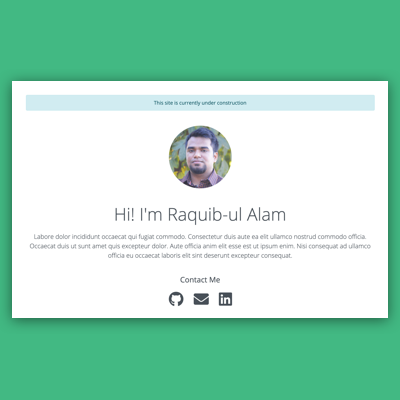 This site is currently under construction
Hi! I'm Raquib-ul Alam
Labore dolor incididunt occaecat qui fugiat commodo. Consectetur duis aute ea elit ullamco nostrud commodo officia.
Occaecat duis ut sunt amet quis excepteur dolor. Aute officia anim elit esse est ut ipsum enim. Nisi consequat ad ullamco
officia eu occaecat laboris elit sint deserunt excepteur consequat.
Contact Me
in